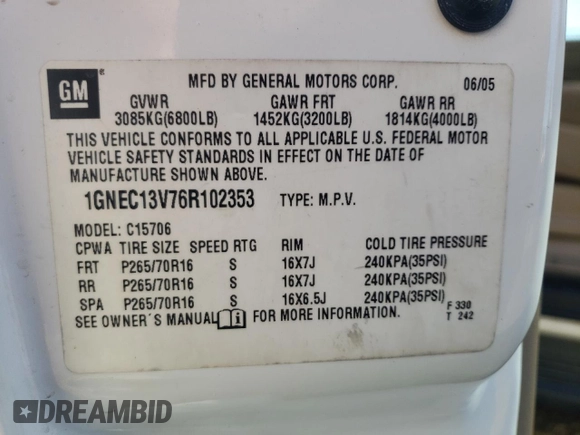 GM
MFD BY GENERAL MOTORS CORP. 06/05
GVWR GAWR FRT GAWR RR
3085KG(6800LB) 1452KG(3200LB) 1814KG(4000LB)
THIS VEHICLE CONFORMS TO ALL APPLICABLE U.S. FEDERAL MOTOR
VEHICLE SAFETY STANDARDS IN EFFECT ON THE DATE OF
MANUFACTURE SHOWN ABOVE.
1GNEC13V76R102353 TYPE: M.P.V.
MODEL: C15706
CPWA TIRE SIZE SPEED RTG RIM COLD TIRE PRESSURE
FRT P265/70R16 S 16X7J 240KPA(35PSI)
RR P265/70R16 S 16X7J 240KPA(35PSI)
SPA P265/70R16 S 16X6.5J 240KPA(35PSI)
SEE OWNER'S MANUAL FOR MORE INFORMATION.
F 330
T 242
DREAMBID